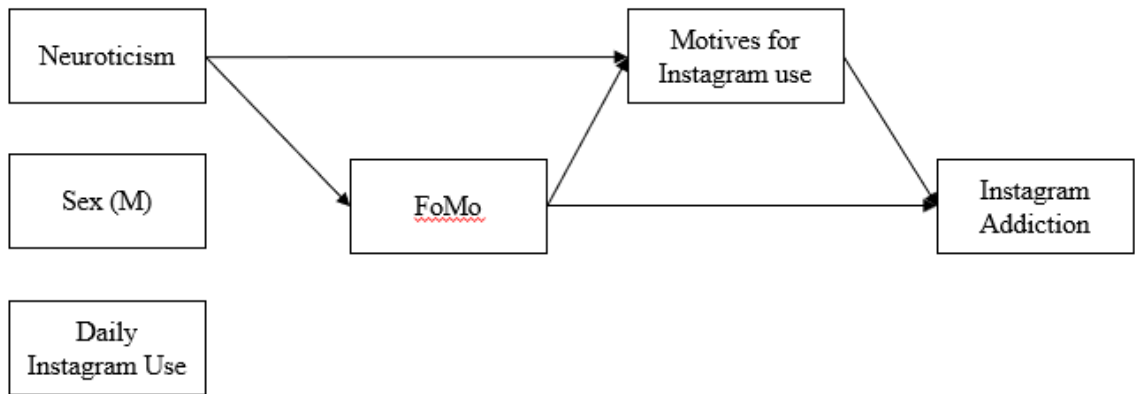 Neuroticism
Motives for
Instagram use
Sex (M)
FoMo
Instagram
Addiction
Daily
Instagram Use